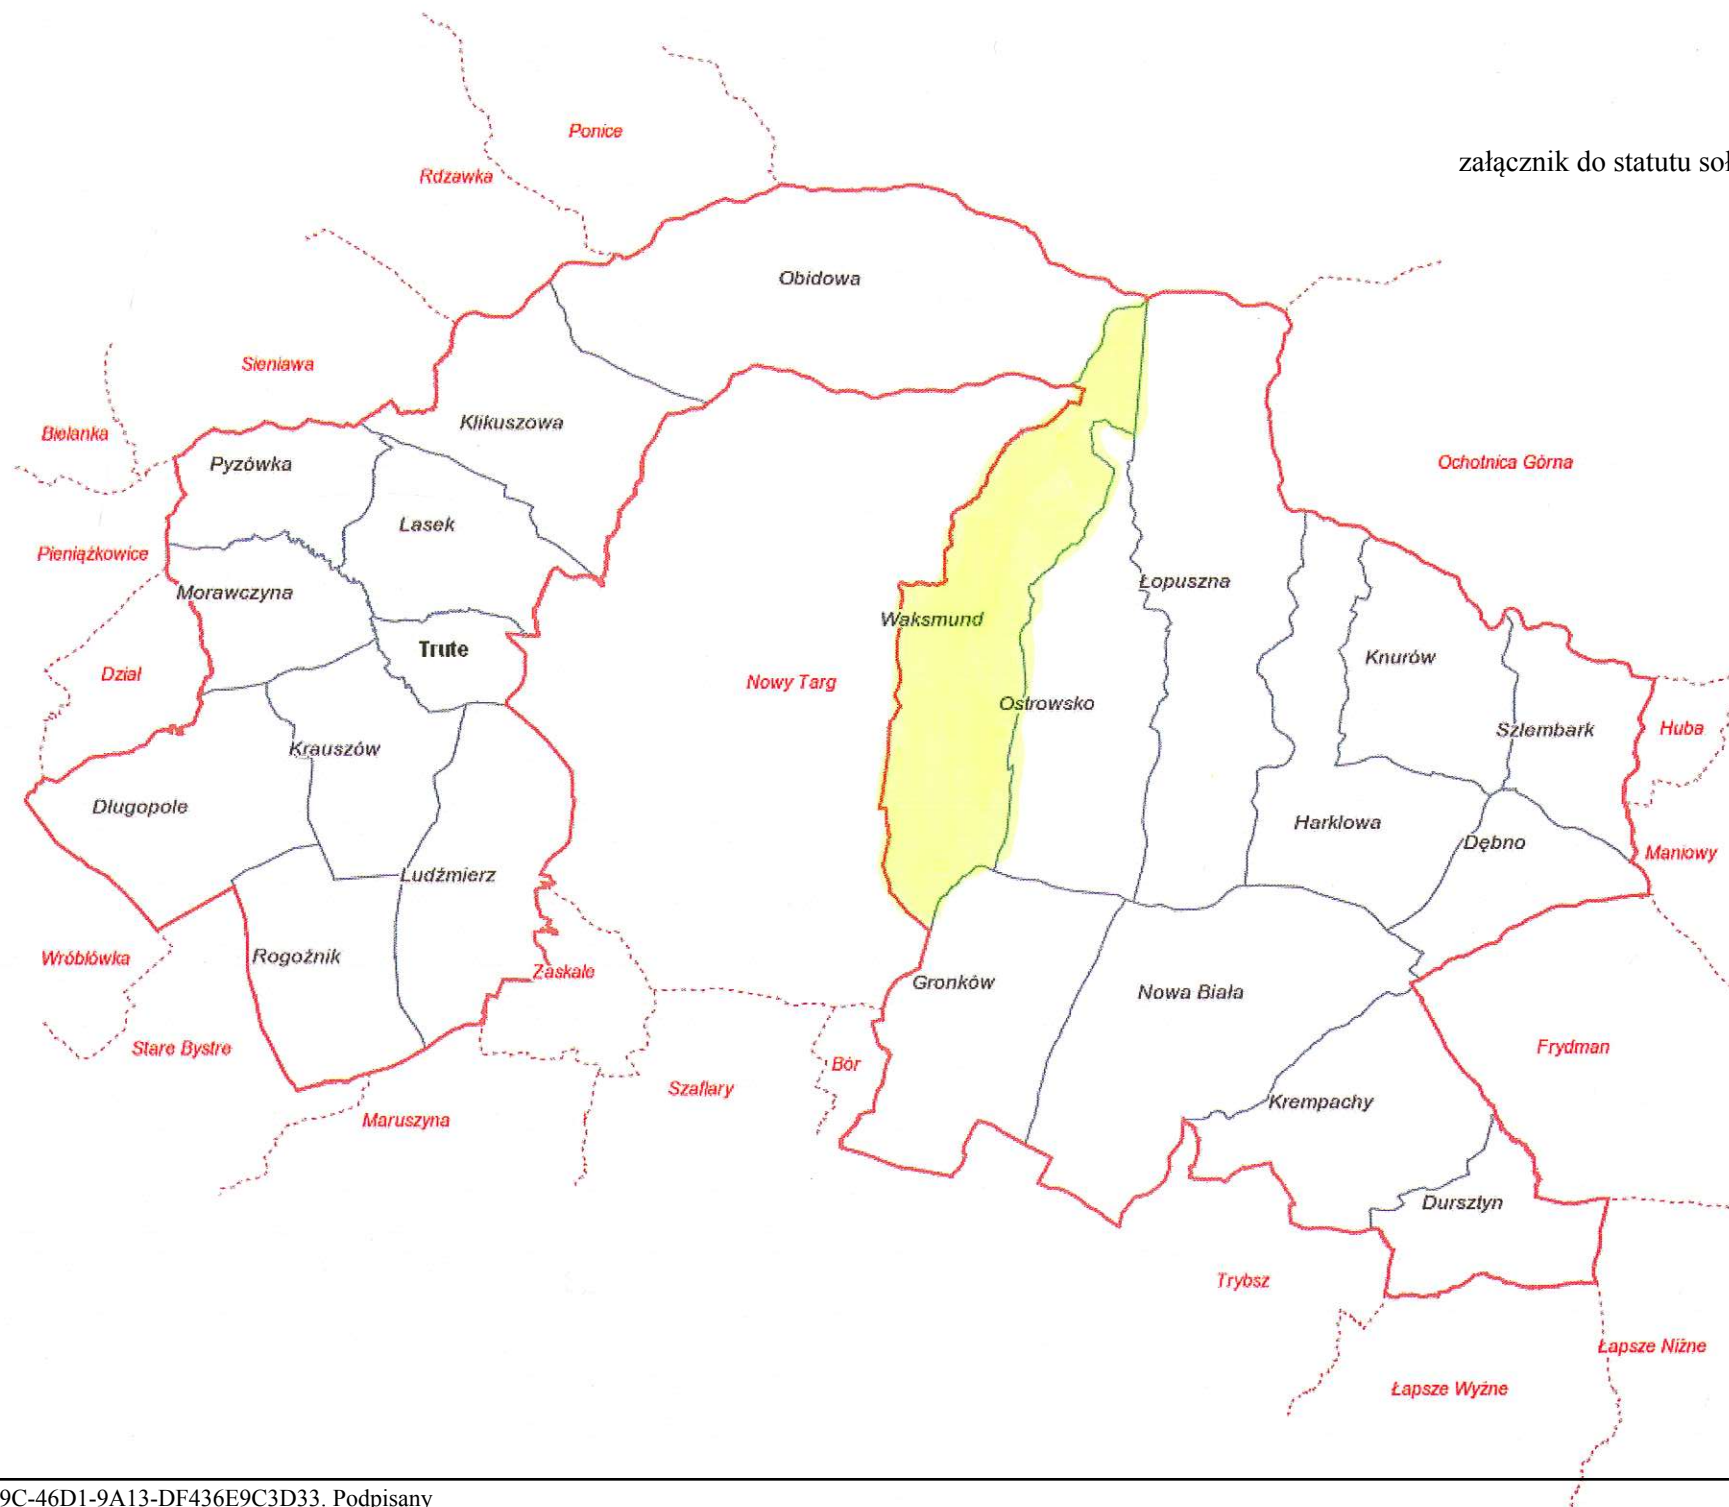 Ponice
załącznik do statutu soł
Rdzawka
Obidowa
Sieniawa
Klikuszowa
Bielanka
Pyzówka
Ochotnica Górna
Lasek
Pieniążkowice
Łopuszna
Morawczyna
Waksmund
Trute
Knurów
Dział
Nowy Targ
Ostrowsko
Szlembark
Huba
Krauszów
Długopole
Harklowa
Dębno
Maniowy
Ludźmierz
Wróblówka
Rogoźnik
Zaskale
Gronków
Nowa Biała
Stare Bystre
Frydman
Bór
Szaflary
Krempachy
Maruszyna
Dursztyn
Trybsz
Łapsze Niżne
Łapsze Wyżne
9C-46D1-9A13-DF436E9C3D33. Podpisany